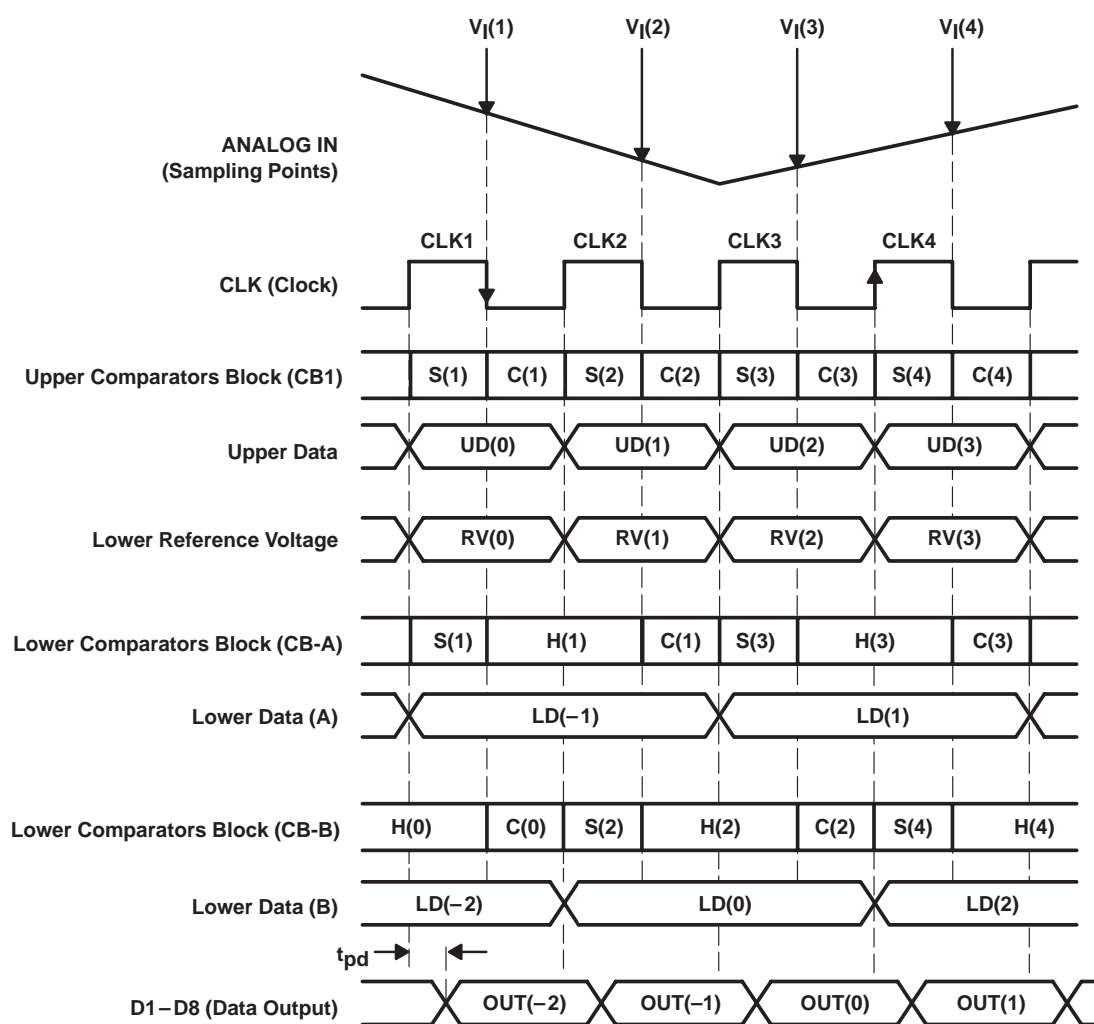 VI(1) VI(2) VI(3) VI(4)
ANALOG IN
(Sampling Points)
CLK1 CLK2 CLK3 CLK4
CLK (Clock)
Upper Comparators Block (CB1) S(1) C(1) S(2) C(2) S(3) C(3) S(4) C(4)
Upper Data UD(0) UD(1) UD(2) UD(3)
Lower Reference Voltage RV(0) RV(1) RV(2) RV(3)
Lower Comparators Block (CB-A) S(1) H(1) C(1) S(3) H(3) C(3)
Lower Data (A) LD(−1) LD(1)
Lower Comparators Block (CB-B) H(0) C(0) S(2) H(2) C(2) S(4) H(4)
Lower Data (B) LD(−2) LD(0) LD(2)
tpd
D1−D8 (Data Output) OUT(−2) OUT(−1) OUT(0) OUT(1)